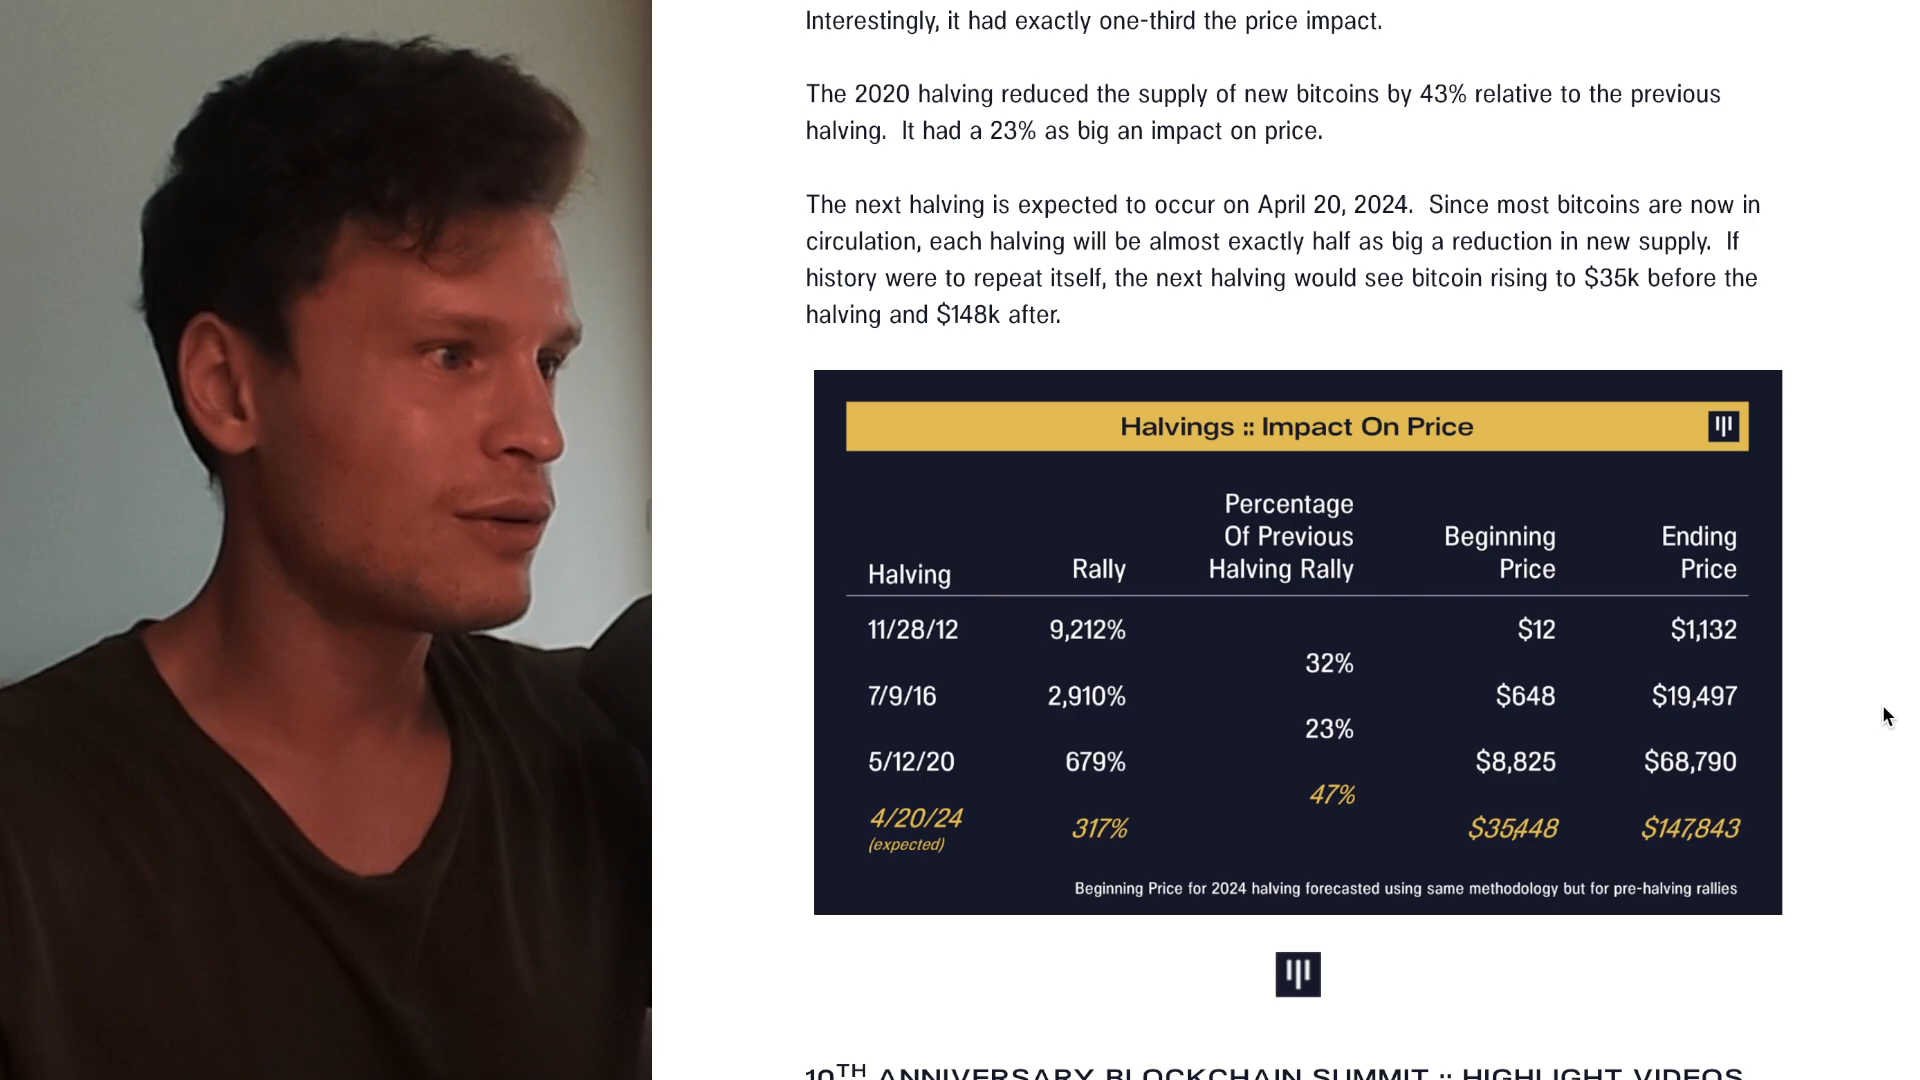 Interestingly, it had exactly one-third the price impact.
The 2020 halving reduced the supply of new bitcoins by 43% relative to the previous
halving.  It had a 23% as big an impact on price.
The next halving is expected to occur on April 20, 2024.  Since most bitcoins are now in
circulation, each halving will be almost exactly half as big a reduction in new supply.  If
history were to repeat itself, the next halving would see bitcoin rising to $35k before the
halving and $148k after.
Halvings :: Impact On Price
Halving Rally Percentage Of Previous Halving Rally Beginning Price Ending Price
11/28/12 9,212% $12 $1,132
32%
7/9/16 2,910% $648 $19,497
23%
5/12/20 679% $8,825 $68,790
47%
4/20/24 317% $35,448 $147,843
(expected)
Beginning Price for 2024 halving forecasted using same methodology but for pre-halving rallies
10TH ANNIVERSARY BLOCKCHAIN SUMMIT :: HIGHLIGHT VIDEOS